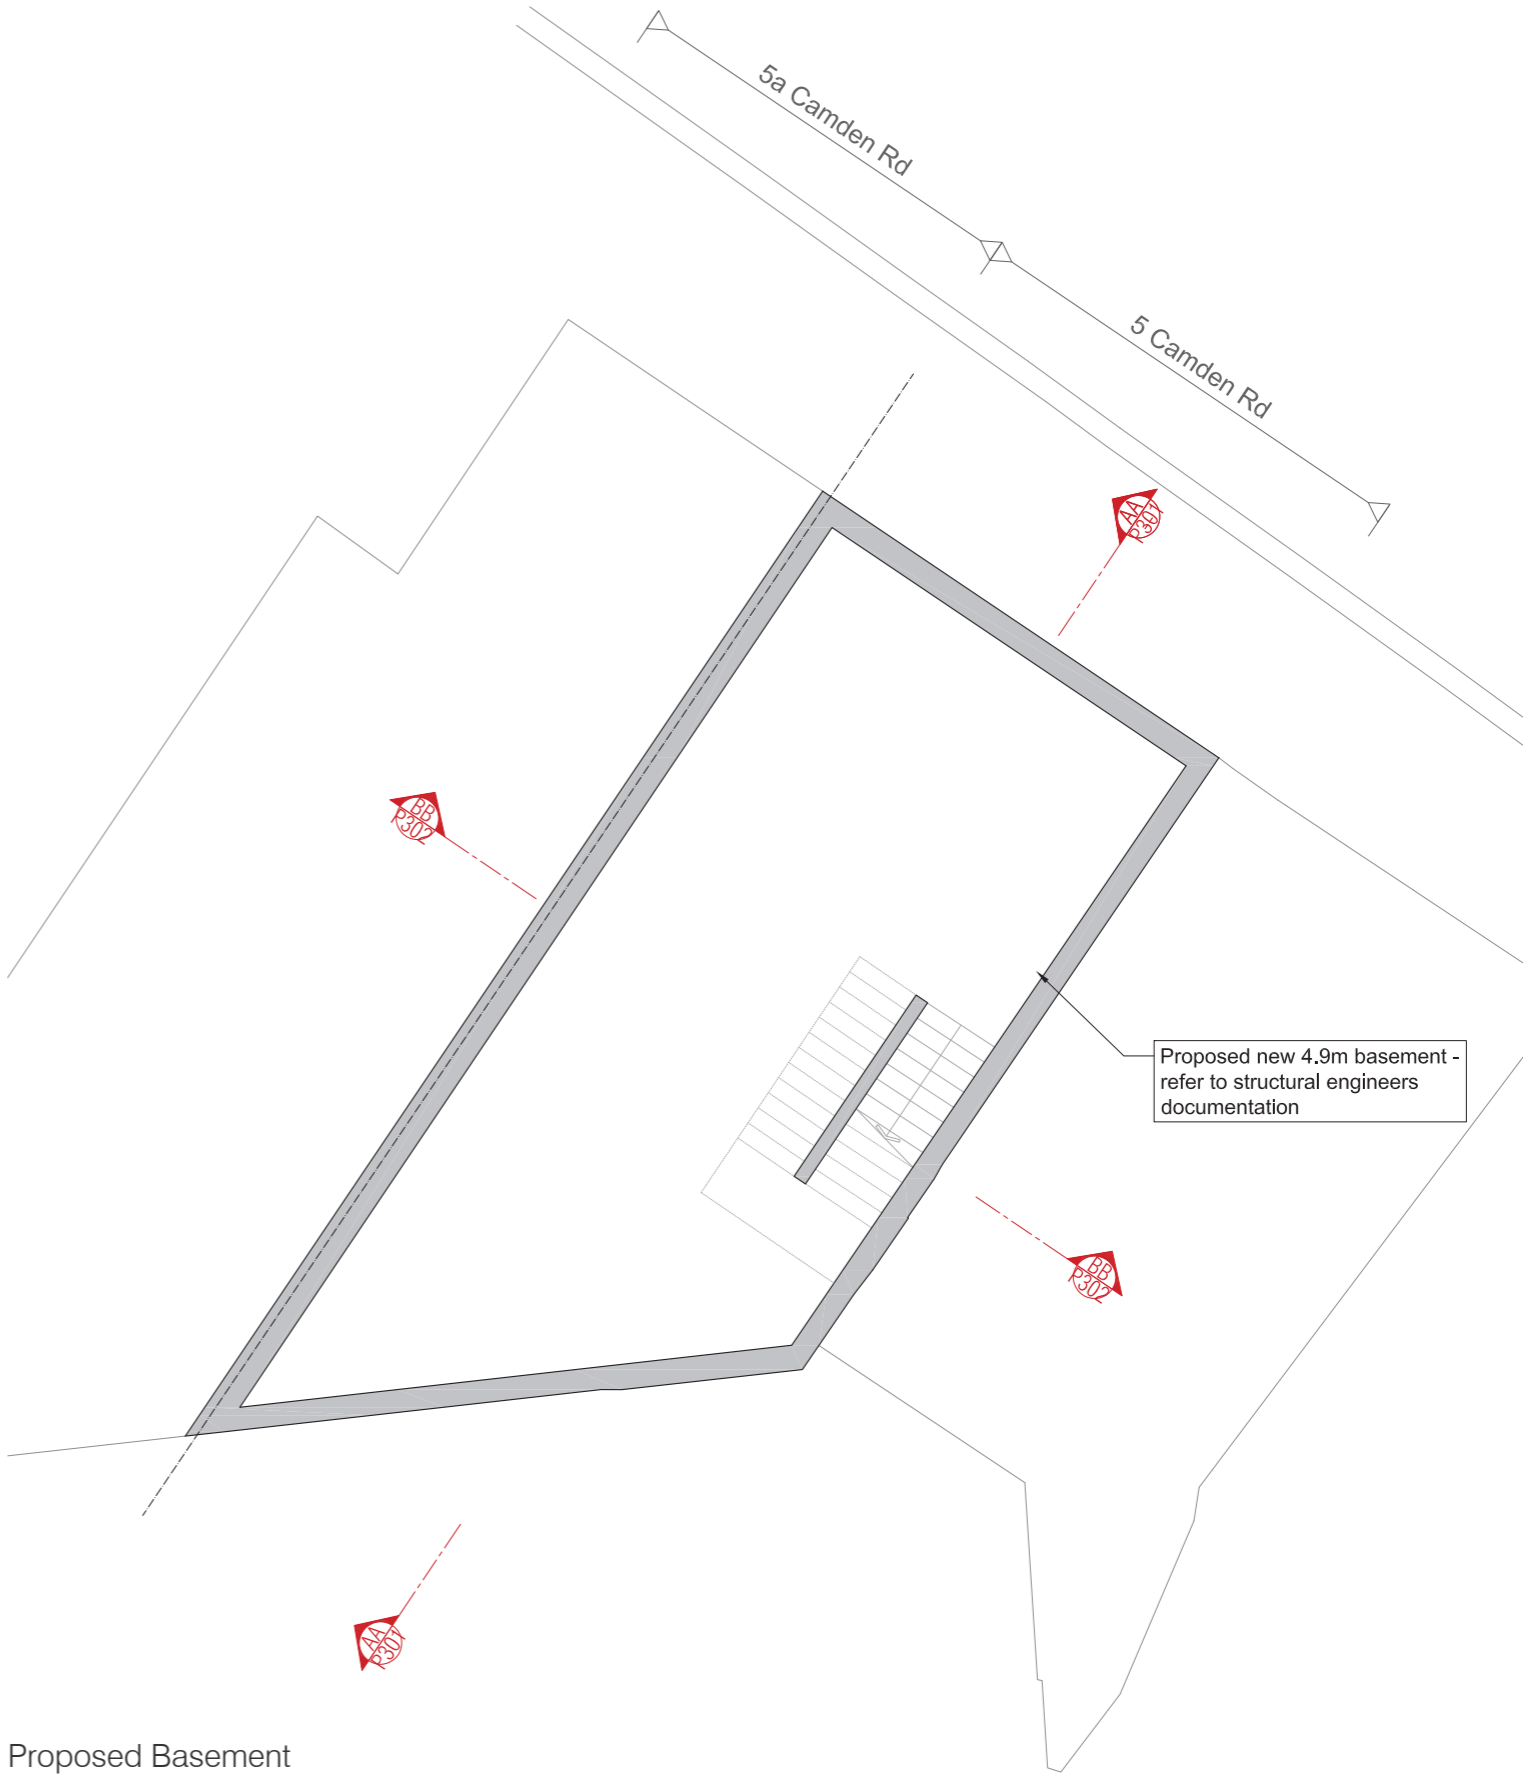 5a Camden Rd
5 Camden Rd
AA
P301
BB
P302
Proposed new 4.9m basement -
refer to structural engineers
documentation
BB
P302
AA
P301
Proposed Basement